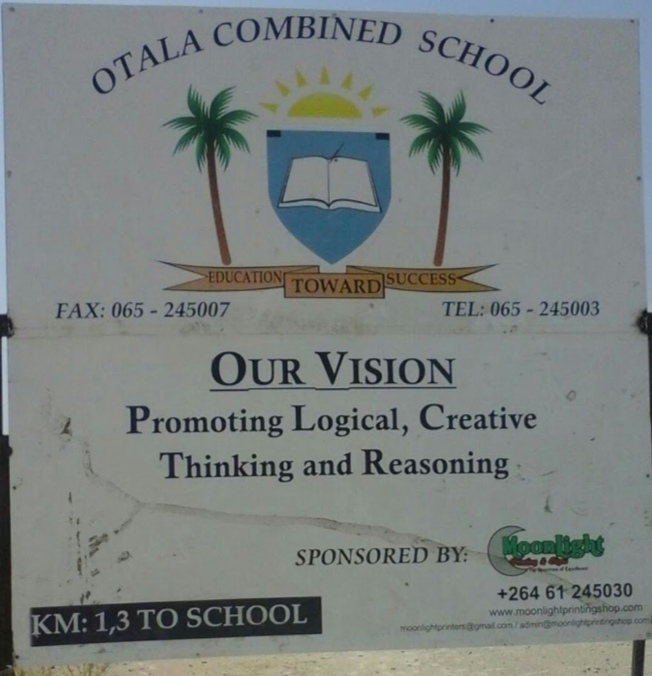 OTALA COMBINED SCHOOL
EDUCATION TOWARD SUCCESS
FAX: 065 - 245007
TEL: 065 - 245003
OUR VISION
Promoting Logical, Creative
Thinking and Reasoning
SPONSORED BY:
Moonlight
+264 61 245030
www.moonlightprintingshop.com
moonlightprinters@gmail.com / admin@moonlightprintingshop.com
KM: 1,3 TO SCHOOL